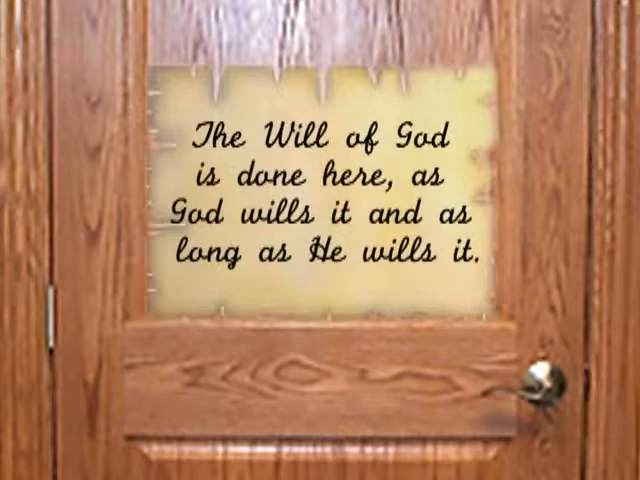 The Will of God
is done here, as
God wills it and as
long as He wills it.